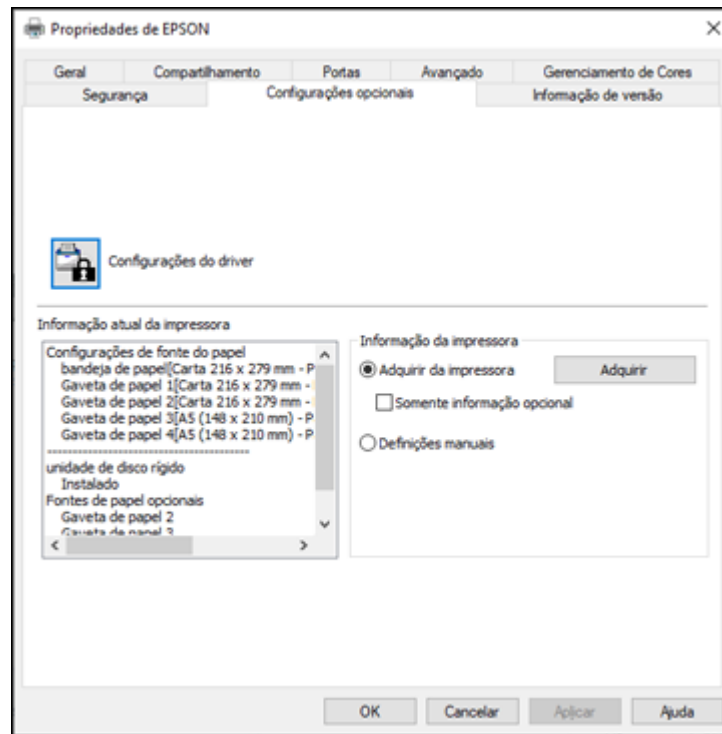 Propriedades de EPSON
Geral Compartilhamento Portas Avançado Gerenciamento de Cores
Segurança Configurações opcionais Informação de versão
Configurações do driver
Informação atual da impressora
Configurações de fonte do papel
bandeja de papel[Carta 216 x 279 mm - P
Gaveta de papel 1[Carta 216 x 279 mm -
Gaveta de papel 2[Carta 216 x 279 mm -
Gaveta de papel 3[A5 (148 x 210 mm) - P
Gaveta de papel 4[A5 (148 x 210 mm) - P
----------------------------------------
unidade de disco rígido
Instalado
Fontes de papel opcionais
Gaveta de papel 2
Gaveta de papel 3
Informação da impressora
Adquirir da impressora Adquirir
Somente informação opcional
Definições manuais
OK Cancelar Aplicar Ajuda